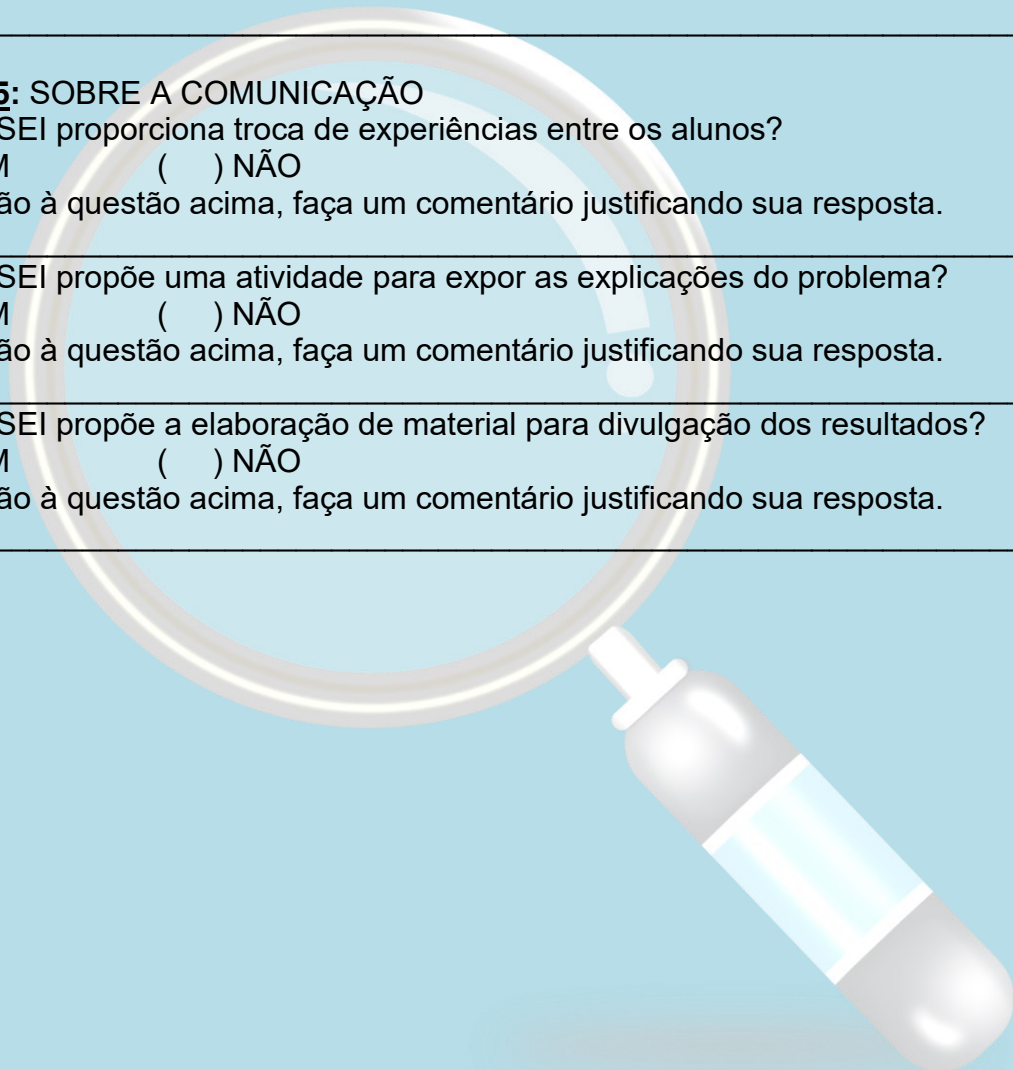 5: SOBRE A COMUNICAÇÃO
SEI proporciona troca de experiências entre os alunos?
( ) NÃO
ão à questão acima, faça um comentário justificando sua resposta.
SEI propõe uma atividade para expor as explicações do problema?
( ) NÃO
ão à questão acima, faça um comentário justificando sua resposta.
SEI propõe a elaboração de material para divulgação dos resultados?
( ) NÃO
ão à questão acima, faça um comentário justificando sua resposta.